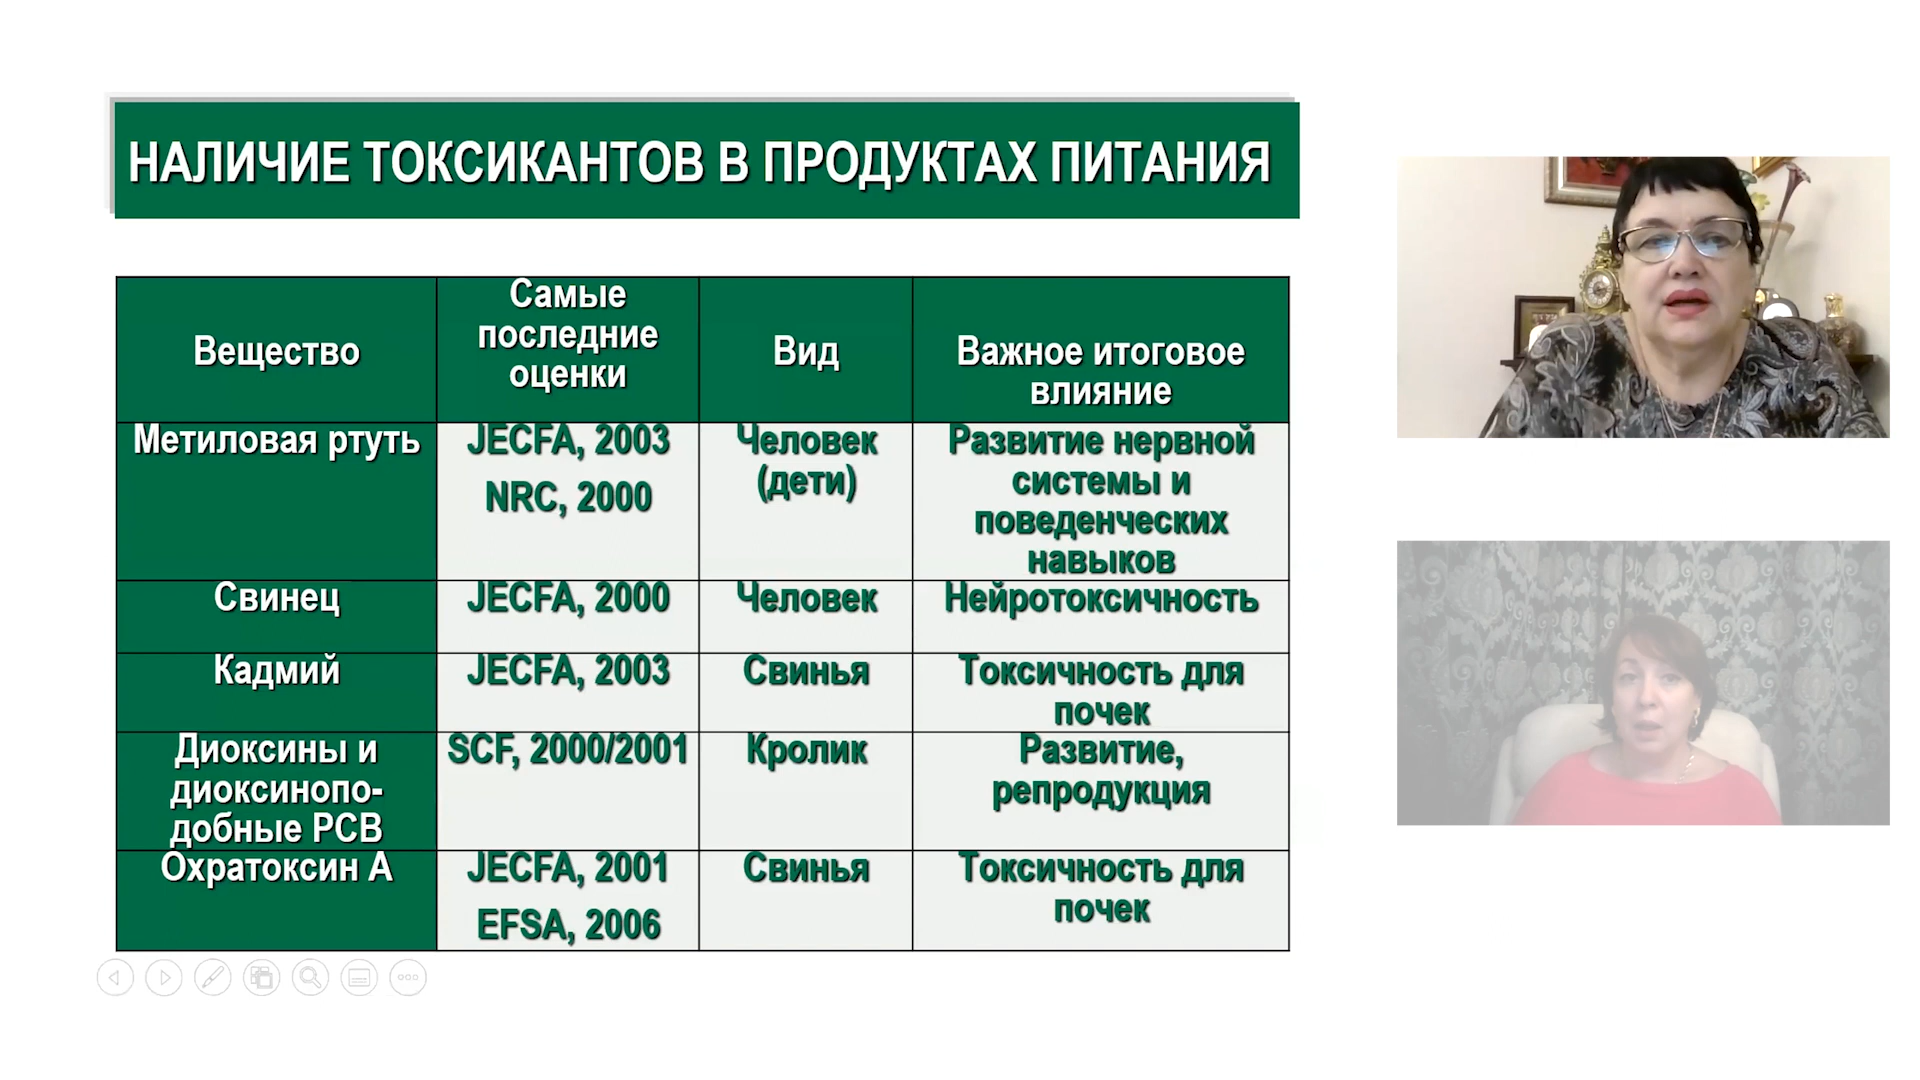 НАЛИЧИЕ ТОКСИКАНТОВ В ПРОДУКТАХ ПИТАНИЯ
Вещество
Самые
последние
оценки
Вид
Важное итоговое
влияние
Метиловая ртуть
JECFA, 2003
NRC, 2000
Человек
(дети)
Развитие нервной
системы и
поведенческих
навыков
Свинец
JECFA, 2000
Человек
Нейротоксичность
Кадмий
JECFA, 2003
Свинья
Токсичность для
почек
Диоксины и
диоксинопо-
добные PCB
SCF, 2000/2001
Кролик
Развитие,
репродукция
Охратоксин А
JECFA, 2001
EFSA, 2006
Свинья
Токсичность для
почек